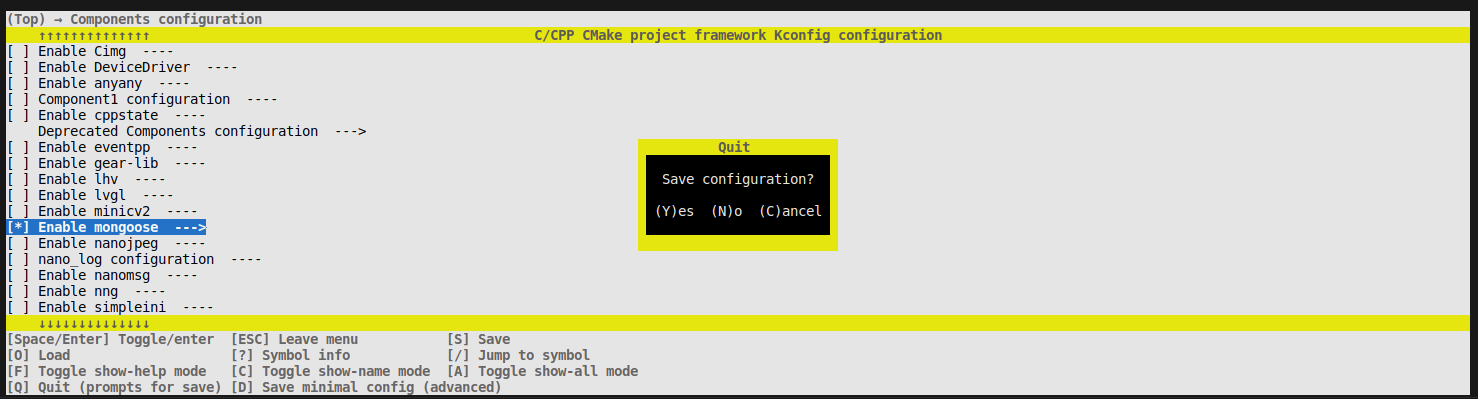 (Top) → Components configuration
↑↑↑↑↑↑↑↑↑↑↑↑↑↑ C/CPP CMake project framework Kconfig configuration
[ ] Enable Cimg ----
[ ] Enable DeviceDriver ----
[ ] Enable anyany ----
[ ] Component1 configuration ----
[ ] Enable cppstate ----
Deprecated Components configuration --->
[ ] Enable eventpp ----
[ ] Enable gear-lib ----
[ ] Enable lhv ----
[ ] Enable lvgl ----
[ ] Enable minicv2 ----
[*] Enable mongoose --->
[ ] Enable nanojpeg ----
[ ] nano_log configuration ----
[ ] Enable nanomsg ----
[ ] Enable nng ----
[ ] Enable simpleini ----
↓↓↓↓↓↓↓↓↓↓↓↓↓↓
Quit
Save configuration?
(Y)es (N)o (C)ancel
[Space/Enter] Toggle/enter [ESC] Leave menu [S] Save
[O] Load [?] Symbol info [/] Jump to symbol
[F] Toggle show-help mode [C] Toggle show-name mode [A] Toggle show-all mode
[Q] Quit (prompts for save) [D] Save minimal config (advanced)